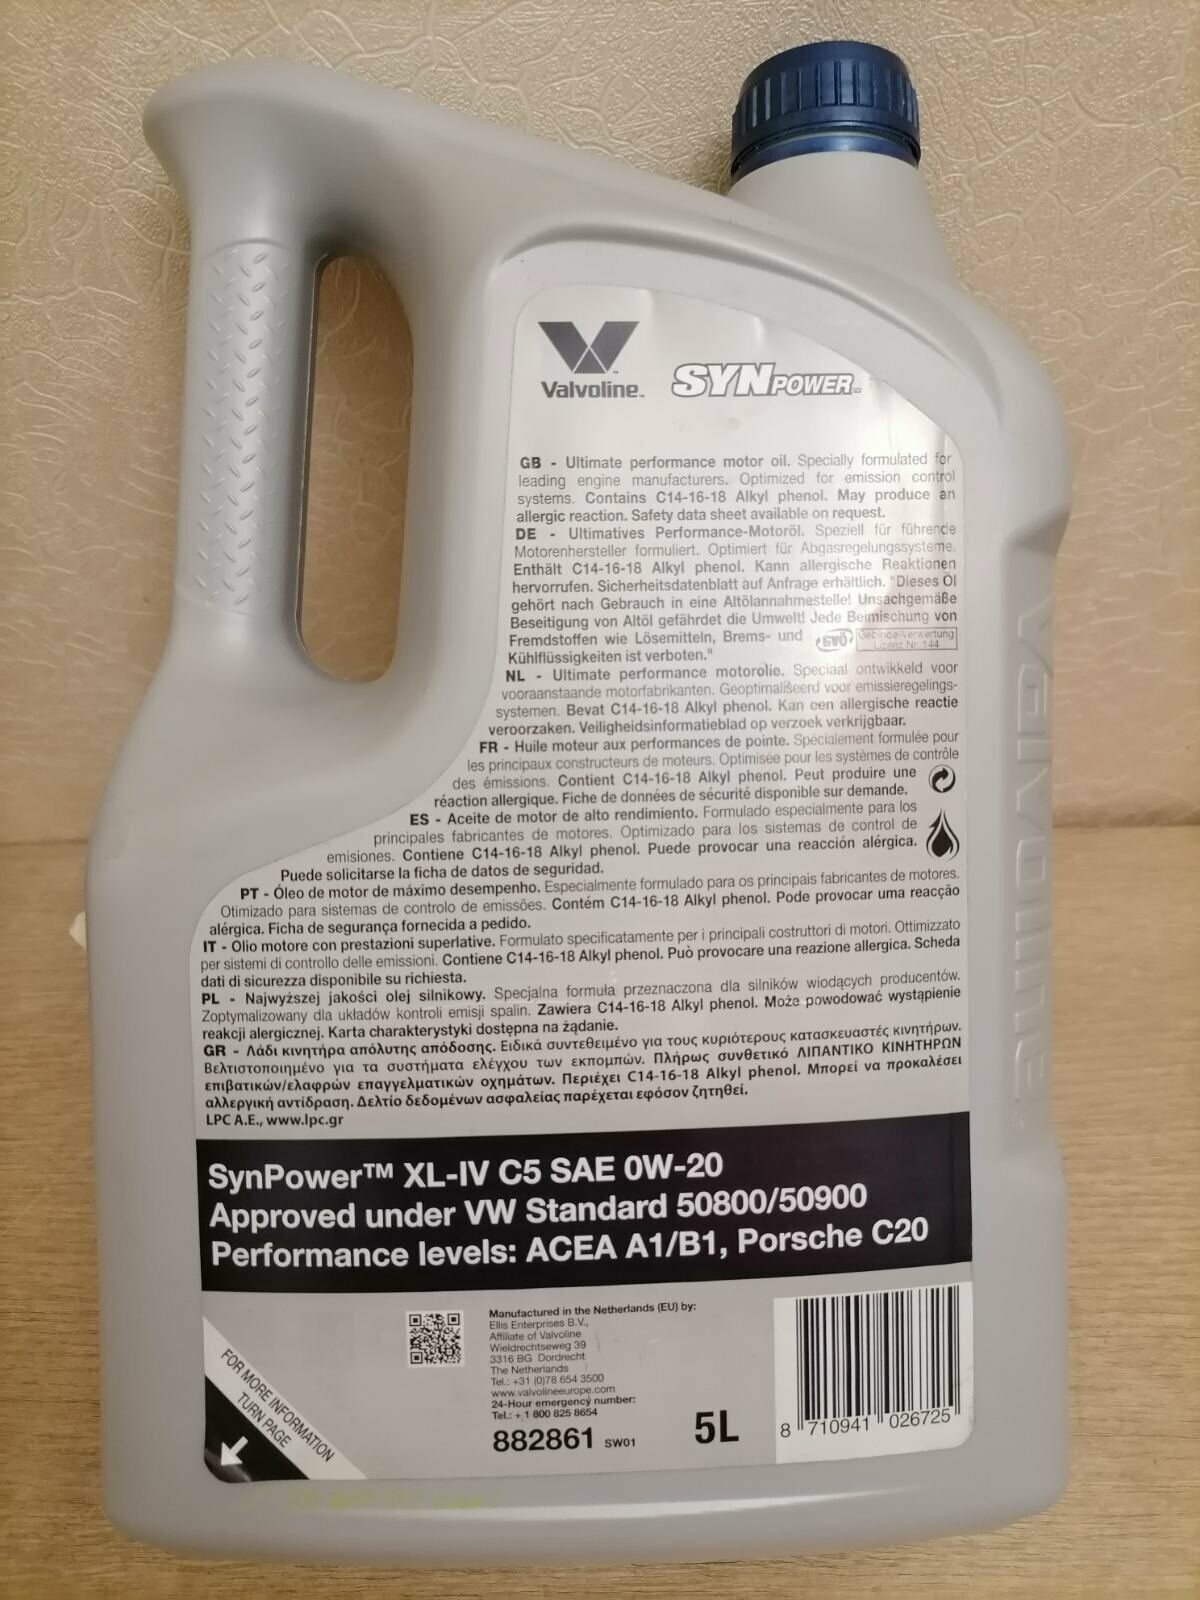 Valvoline™
SYNPOWER™
GB - Ultimate performance motor oil. Specially formulated for
leading engine manufacturers. Optimized for emission control
systems. Contains C14-16-18 Alkyl phenol. May produce an
allergic reaction. Safety data sheet available on request.
DE - Ultimatives Performance-Motoröl. Speziell für führende
Motorenhersteller formuliert. Optimiert für Abgasregelungssysteme.
Enthält C14-16-18 Alkyl phenol. Kann allergische Reaktionen
hervorrufen. Sicherheitsdatenblatt auf Anfrage erhältlich. "Dieses Öl
gehört nach Gebrauch in eine Altölannahmestelle! Unsachgemäße
Beseitigung von Altöl gefährdet die Umwelt! Jede Beimischung von
Fremdstoffen wie Lösemitteln, Brems- und
Kühlflüssigkeiten ist verboten."
GVÖ
Gebinde-Verwertung
Lizenz Nr. 144
NL - Ultimate performance motorolie. Speciaal ontwikkeld voor
vooraanstaande motorfabrikanten. Geoptimaliseerd voor emissieregelings-
systemen. Bevat C14-16-18 Alkyl phenol. Kan een allergische reactie
veroorzaken. Veiligheidsinformatieblad op verzoek verkrijgbaar.
FR - Huile moteur aux performances de pointe. Spécialement formulée pour
les principaux constructeurs de moteurs. Optimisée pour les systèmes de contrôle
des émissions. Contient C14-16-18 Alkyl phenol. Peut produire une
réaction allergique. Fiche de données de sécurité disponible sur demande.
ES - Aceite de motor de alto rendimiento. Formulado especialmente para los
principales fabricantes de motores. Optimizado para los sistemas de control de
emisiones. Contiene C14-16-18 Alkyl phenol. Puede provocar una reacción alérgica.
Puede solicitarse la ficha de datos de seguridad.
PT - Óleo de motor de máximo desempenho. Especialmente formulado para os principais fabricantes de motores.
Otimizado para sistemas de controlo de emissões. Contém C14-16-18 Alkyl phenol. Pode provocar uma reacção
alérgica. Ficha de segurança fornecida a pedido.
IT - Olio motore con prestazioni superlative. Formulato specificatamente per i principali costruttori di motori. Ottimizzato
per sistemi di controllo delle emissioni. Contiene C14-16-18 Alkyl phenol. Può provocare una reazione allergica. Scheda
dati di sicurezza disponibile su richiesta.
PL - Najwyższej jakości olej silnikowy. Specjalna formuła przeznaczona dla silników wiodących producentów.
Zoptymalizowany dla układów kontroli emisji spalin. Zawiera C14-16-18 Alkyl phenol. Może powodować wystąpienie
reakcji alergicznej. Karta charakterystyki dostępna na żądanie.
GR - Λάδι κινητήρα απόλυτης απόδοσης. Ειδικά συντεθειμένο για τους κυριότερους κατασκευαστές κινητήρων.
Βελτιστοποιημένο για τα συστήματα ελέγχου των εκπομπών. Πλήρως συνθετικό ΛΙΠΑΝΤΙΚΟ ΚΙΝΗΤΗΡΩΝ
επιβατικών/ελαφρών επαγγελματικών οχημάτων. Περιέχει C14-16-18 Alkyl phenol. Μπορεί να προκαλέσει
αλλεργική αντίδραση. Δελτίο δεδομένων ασφαλείας παρέχεται εφόσον ζητηθεί.
LPC A.E., www.lpc.gr
SynPower™ XL-IV C5 SAE 0W-20
Approved under VW Standard 50800/50900
Performance levels: ACEA A1/B1, Porsche C20
FOR MORE INFORMATION
TURN PAGE
Manufactured in the Netherlands (EU) by:
Ellis Enterprises B.V.,
Affiliate of Valvoline
Wieldrechtseweg 39
3316 BG Dordrecht
The Netherlands
Tel.: +31 (0)78 654 3500
www.valvolineeurope.com
24-Hour emergency number:
Tel.: + 1 800 825 8654
882861 SW01
5L
8 710941 026725
Valvoline